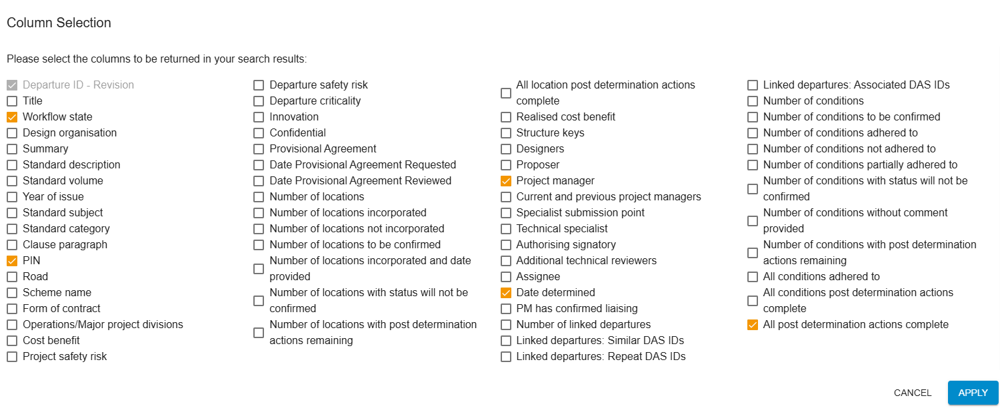 Column Selection
Please select the columns to be returned in your search results:
Departure ID - Revision
Title
Workflow state
Design organisation
Summary
Standard description
Standard volume
Year of issue
Standard subject
Standard category
Clause paragraph
PIN
Road
Scheme name
Form of contract
Operations/Major project divisions
Cost benefit
Project safety risk
Departure safety risk
Departure criticality
Innovation
Confidential
Provisional Agreement
Date Provisional Agreement Requested
Date Provisional Agreement Reviewed
Number of locations
Number of locations incorporated
Number of locations not incorporated
Number of locations to be confirmed
Number of locations incorporated and date
provided
Number of locations with status will not be
confirmed
Number of locations with post determination
actions remaining
All location post determination actions
complete
Realised cost benefit
Structure keys
Designers
Proposer
Project manager
Current and previous project managers
Specialist submission point
Technical specialist
Authorising signatory
Additional technical reviewers
Assignee
Date determined
PM has confirmed liaising
Number of linked departures
Linked departures: Similar DAS IDs
Linked departures: Repeat DAS IDs
Linked departures: Associated DAS IDs
Number of conditions
Number of conditions to be confirmed
Number of conditions adhered to
Number of conditions not adhered to
Number of conditions partially adhered to
Number of conditions with status will not be
confirmed
Number of conditions without comment
provided
Number of conditions with post determination
actions remaining
All conditions adhered to
All conditions post determination actions
complete
All post determination actions complete
CANCEL
APPLY